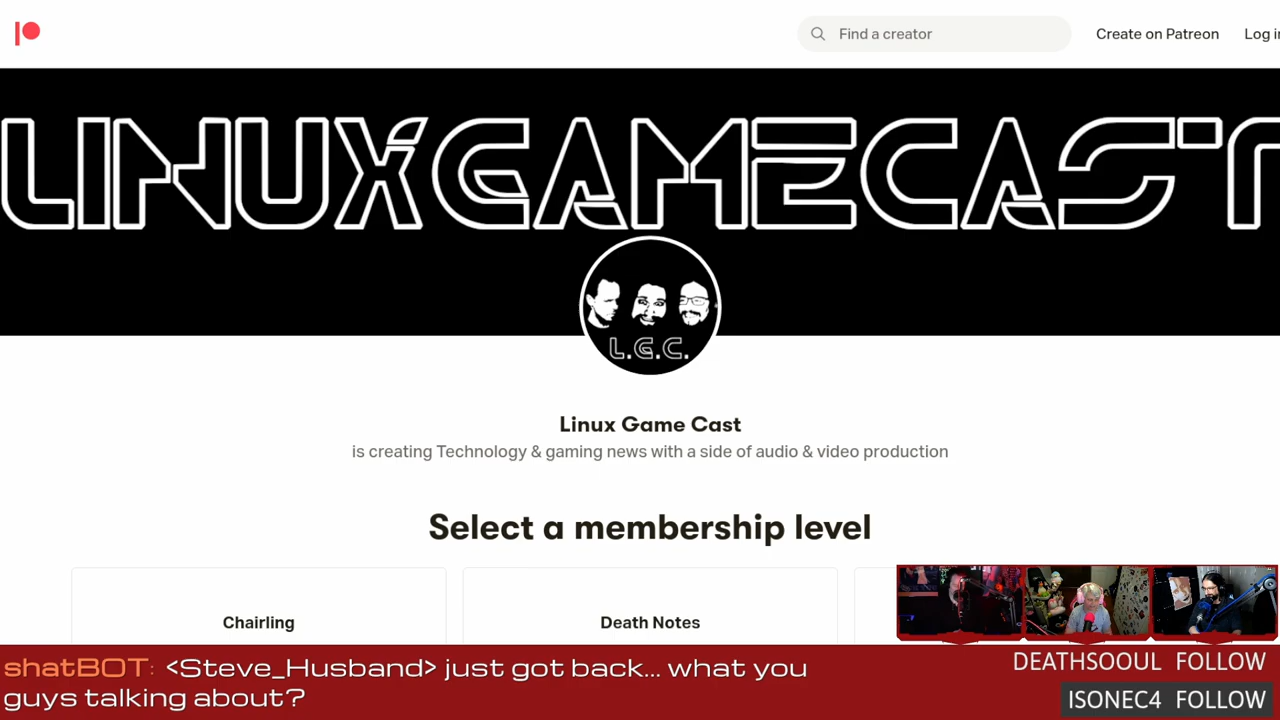 Find a creator
Create on Patreon
Log in
LINUXGAMECAST
L.G.C.
Linux Game Cast
is creating Technology & gaming news with a side of audio & video production
Select a membership level
Chairling
Death Notes
shatBOT: <Steve_Husband> just got back... what you
guys talking about?
DEATHSOOUL FOLLOW
ISONEC4 FOLLOW